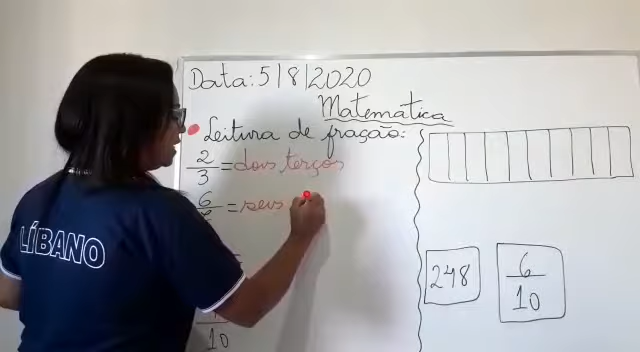 Data: 5|8|2020
Matemática
Leitura de fração:
2/3 = dois terços
6/7 = seis
10
LÍBANO
248
6/10